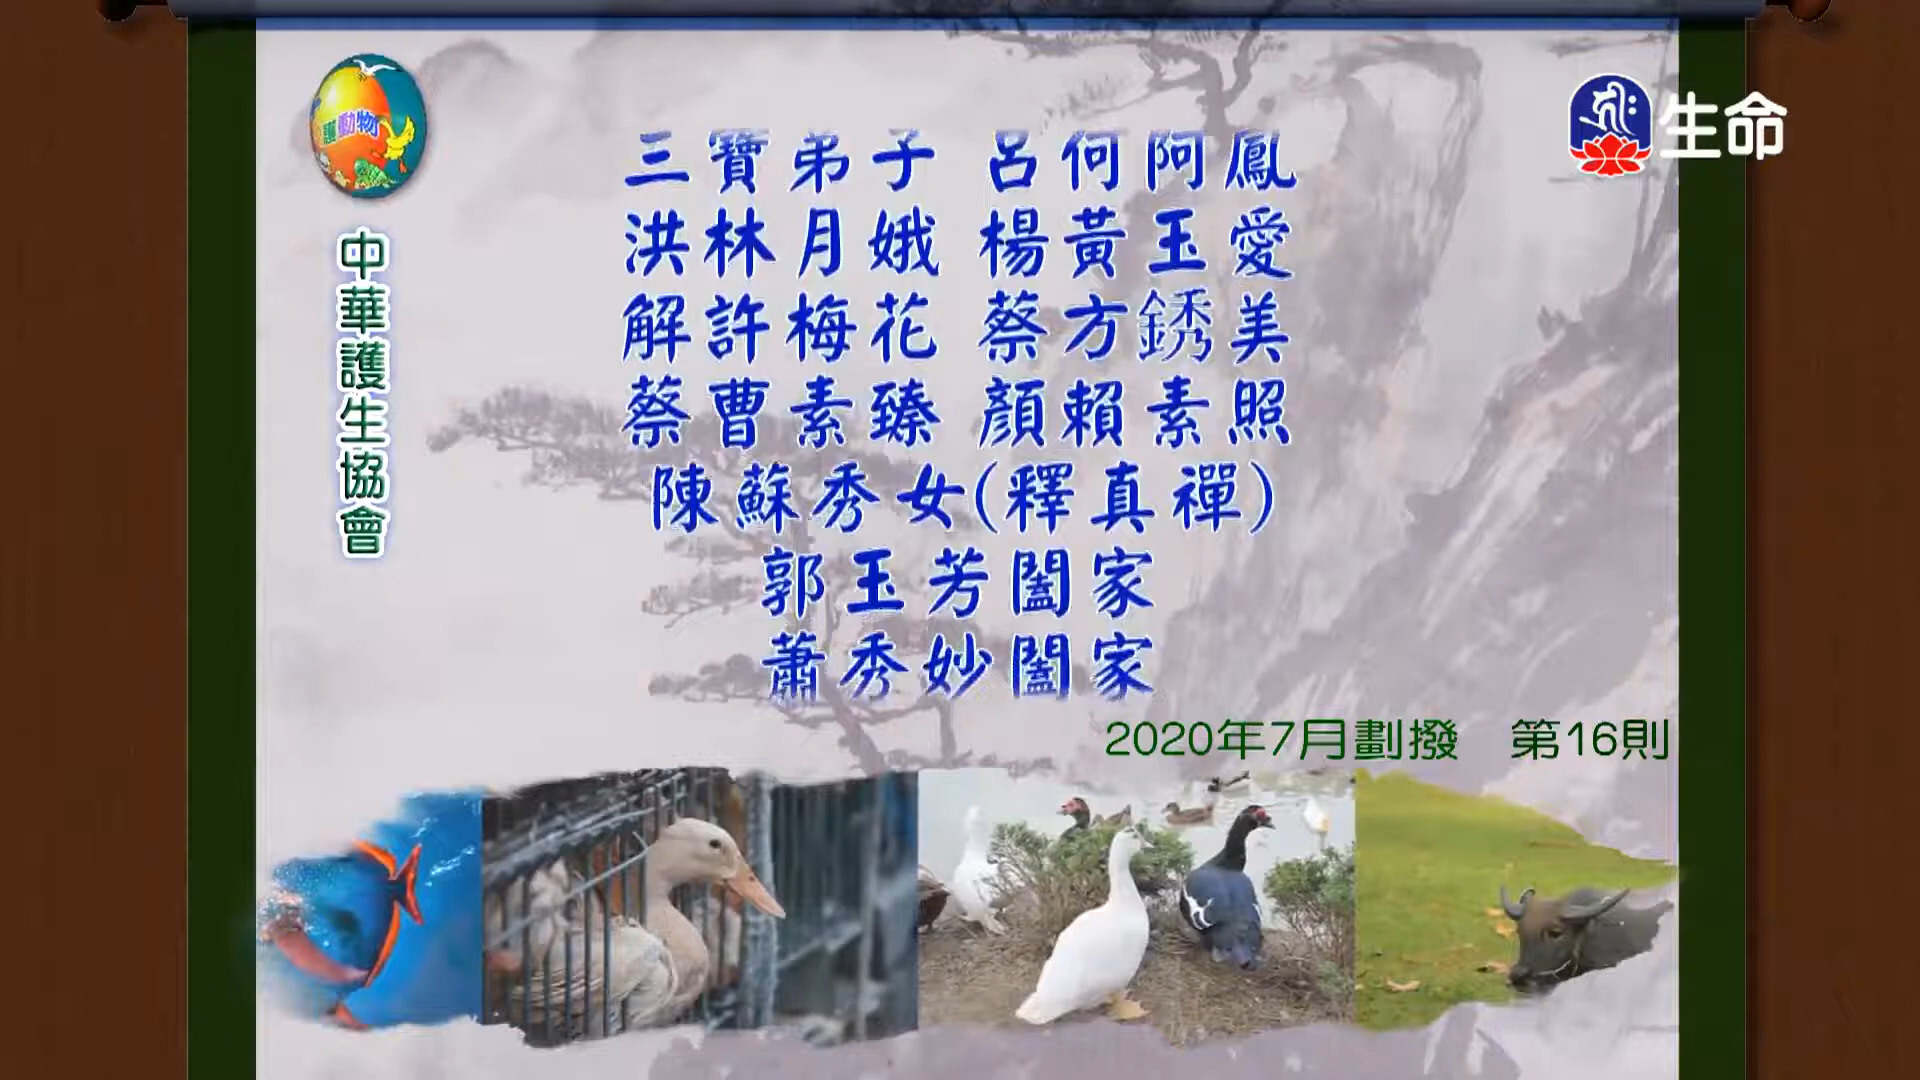 護動物
生命
中華護生協會
三寶弟子 呂何阿鳳
洪林月娥 楊黃玉愛
解許梅花 蔡方銹美
蔡曹素臻 顏賴素照
陳蘇秀女(釋真禪)
郭玉芳闔家
蕭秀妙闔家
2020年7月劃撥 第16則